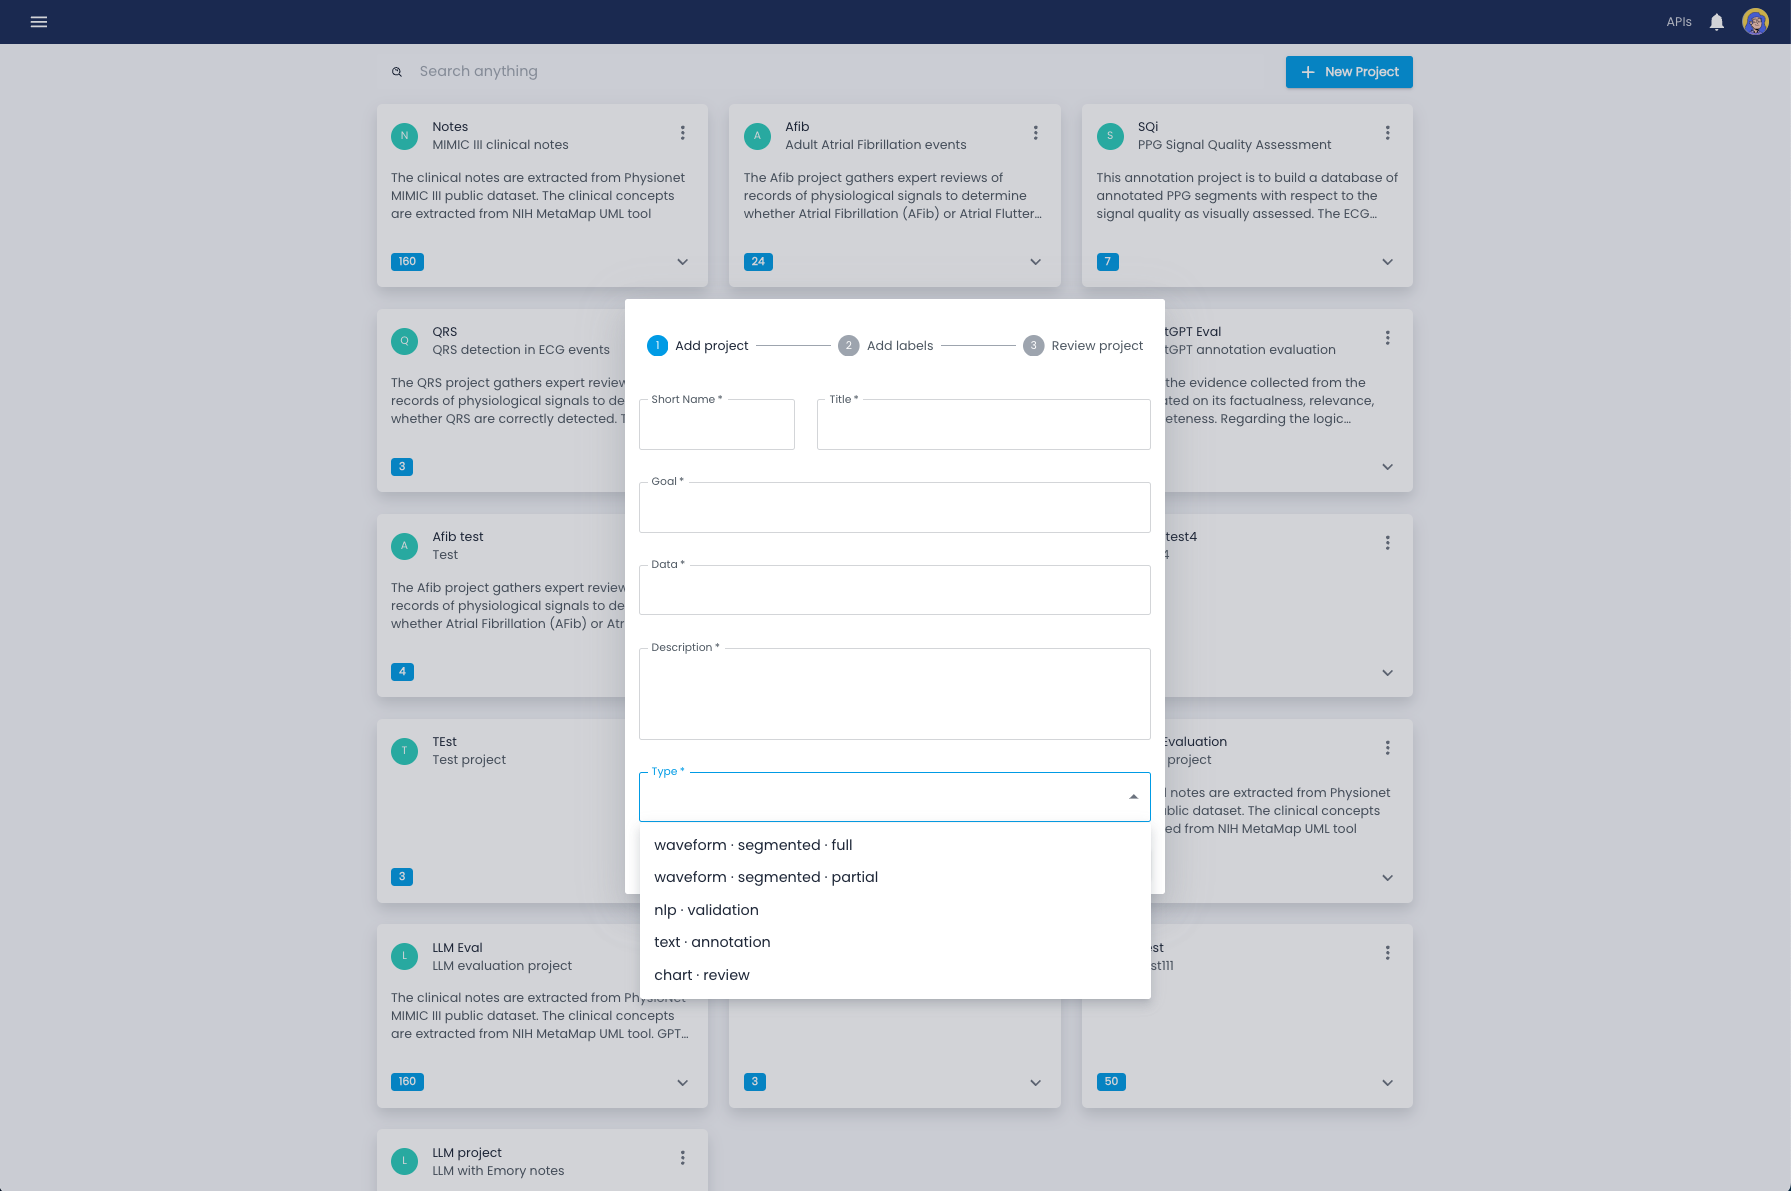 APIs
Search anything
New Project
N
Notes
MIMIC III clinical notes
The clinical notes are extracted from Physionet
MIMIC III public dataset. The clinical concepts
are extracted from NIH MetaMap UML tool
160
A
Afib
Adult Atrial Fibrillation events
The Afib project gathers expert reviews of
records of physiological signals to determine
whether Atrial Fibrillation (AFib) or Atrial Flutter...
24
S
SQi
PPG Signal Quality Assessment
This annotation project is to build a database of
annotated PPG segments with respect to the
signal quality as visually assessed. The ECG...
7
Q
QRS
QRS detection in ECG events
The QRS project gathers expert review
records of physiological signals to de
whether QRS are correctly detected. T
3
tGPT Eval
tGPT annotation evaluation
the evidence collected from the
ated on its factualness, relevance,
eteness. Regarding the logic...
A
Afib test
Test
The Afib project gathers expert review
records of physiological signals to de
whether Atrial Fibrillation (AFib) or Atr
4
test4
4
T
TEst
Test project
3
Evaluation
project
l notes are extracted from Physionet
blic dataset. The clinical concepts
ed from NIH MetaMap UML tool
L
LLM Eval
LLM evaluation project
The clinical notes are extracted from Physionet
MIMIC III public dataset. The clinical concepts
are extracted from NIH MetaMap UML tool. GPT...
160
3
est
st111
50
L
LLM project
LLM with Emory notes
1 Add project
2 Add labels
3 Review project
Short Name *
Title *
Goal *
Data *
Description *
Type *
waveform · segmented · full
waveform · segmented · partial
nlp · validation
text · annotation
chart · review